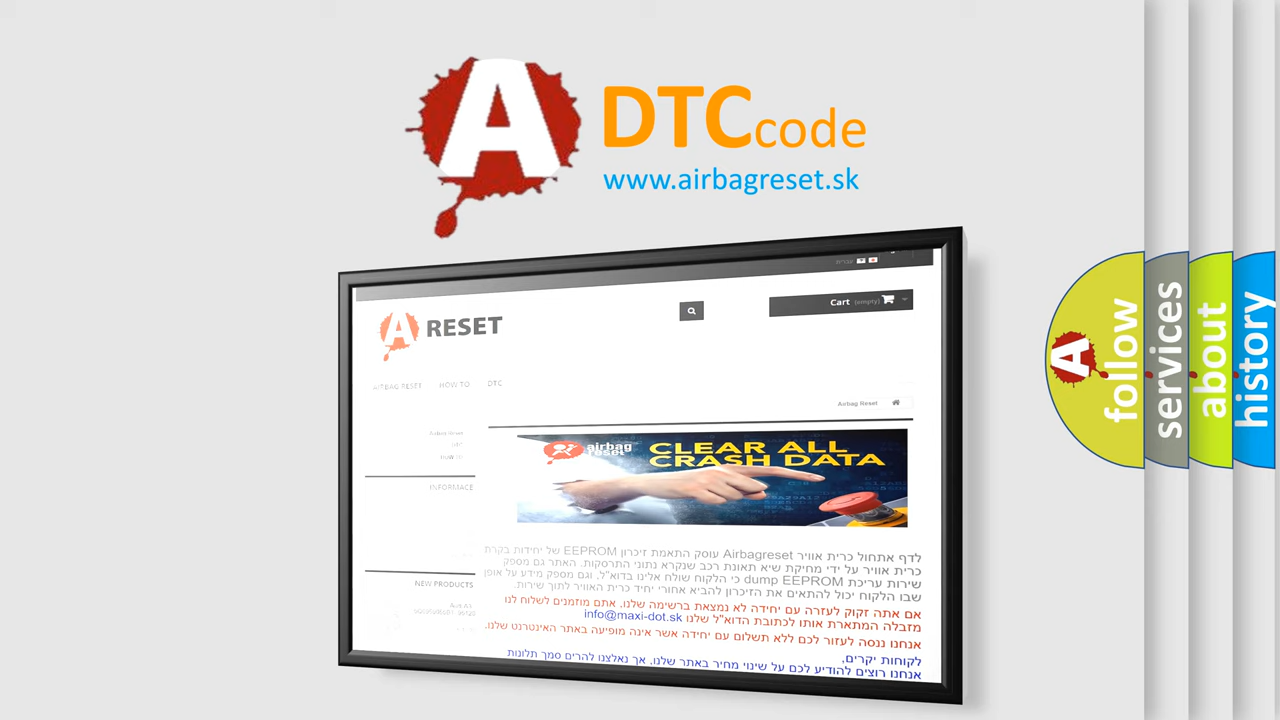 A
DTC code
www.airbagreset.sk
עברית
A RESET
Cart (empty)
AIRBAG RESET HOW TO DTC
Airbag Reset
Airbag Reset
HOW TO
INFORMACE
airbag
reset
CLEAR ALL
CRASH DATA
לדף אתחול כרית אוויר Airbagreset עוסק התאמת זיכרון EEPROM של יחידות בקרת
כרית אוויר על ידי מחיקת שיא תאונת רכב שנקרא נתוני התרסקות. האתר גם מספק
שירות עריכת EEPROM dump כי הלקוח שולח אלינו בדוא"ל, וגם מספק מידע על אופן
שבו הלקוח יכול להתאים את הזיכרון להביא אחורי יחיד כרית האוויר לתוך שירות.
אם אתה זקוק לעזרה עם יחידה לא נמצאת ברשימה שלנו, אתם מוזמנים לשלוח לנו
מזבלה המתארת אותו לכתובת הדוא"ל שלנו info@maxi-dot.sk
אנחנו ננסה לעזור לכם ללא תשלום עם יחידה אשר אינה מופיעה באתר האינטרנט שלנו.
לקוחות יקרים,
אנחנו רוצים להודיע לכם על שינוי מחיר באתר שלנו, אך נאלצנו להרים סמך תלונות
NEW PRODUCTS
A
follow
services
about
history